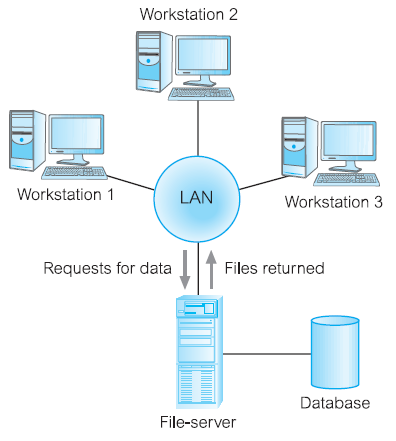 Workstation 2
Workstation 1
LAN
Workstation 3
Requests for data
Files returned
Database
File-server